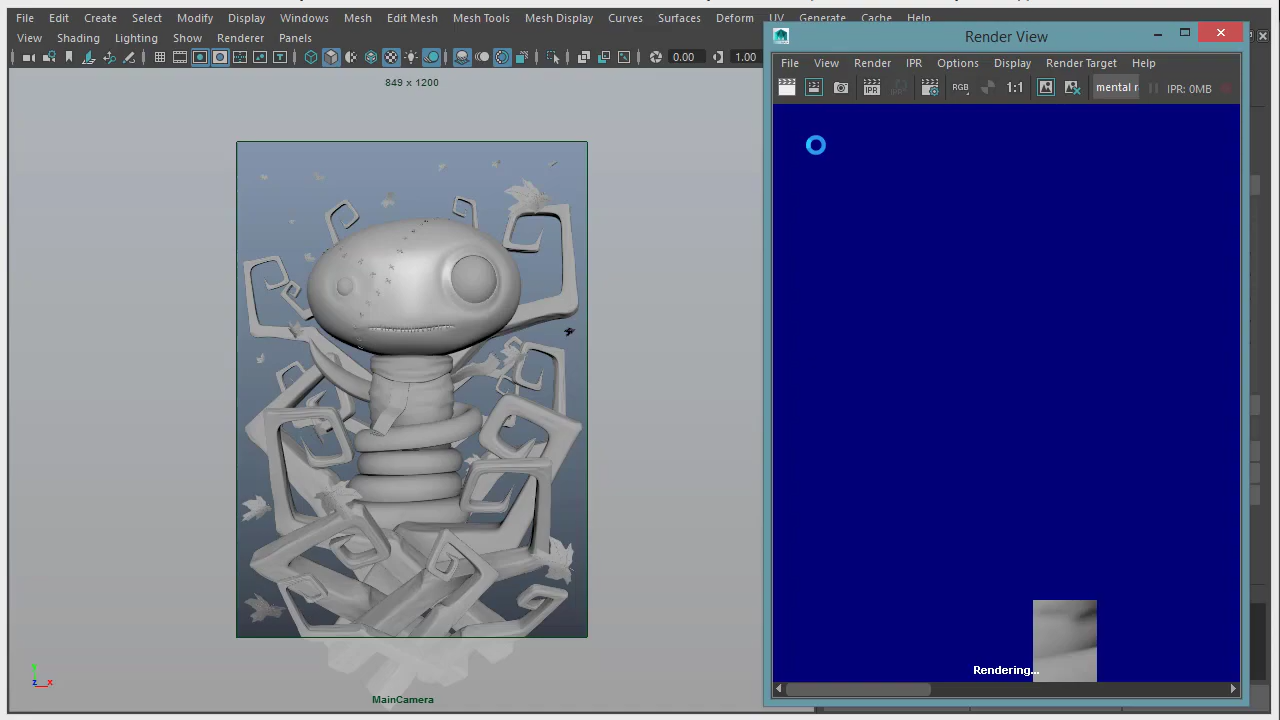 File Edit Create Select Modify Display Windows Mesh Edit Mesh Mesh Tools Mesh Display Curves Surfaces Deform UV Generate Cache Help
View Shading Lighting Show Renderer Panels
0.00 1.00
849 x 1200
MainCamera
y
z x
Render View
File View Render IPR Options Display Render Target Help
IPR RGB 1:1 mental r IPR: 0MB
Rendering...